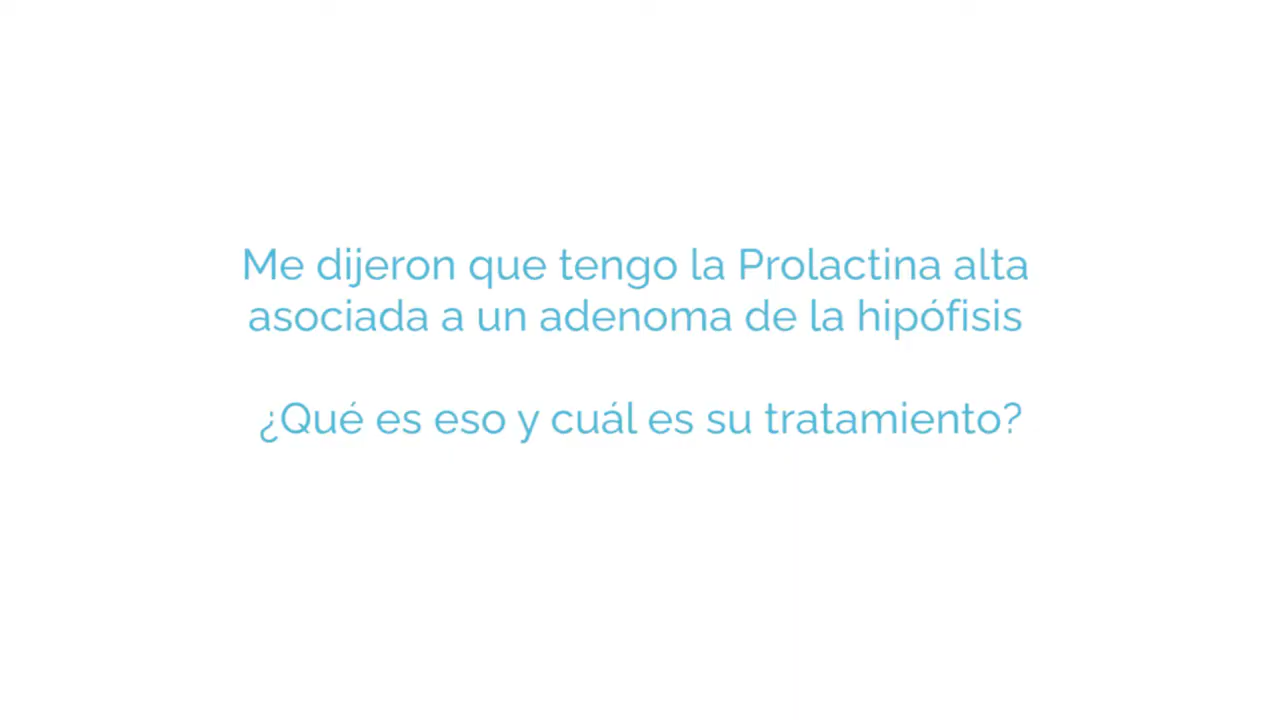 Me dijeron que tengo la Prolactina alta
asociada a un adenoma de la hipófisis
¿Qué es eso y cuál es su tratamiento?